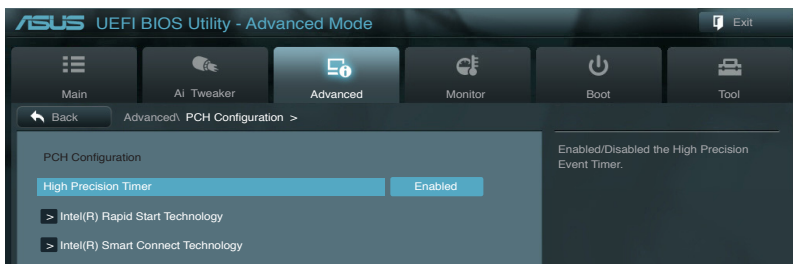 ASUS UEFI BIOS Utility - Advanced Mode
Exit
Main
Ai Tweaker
Advanced
Monitor
Boot
Tool
Back
Advanced\ PCH Configuration >
PCH Configuration
High Precision Timer
Enabled
> Intel(R) Rapid Start Technology
> Intel(R) Smart Connect Technology
Enabled/Disabled the High Precision
Event Timer.